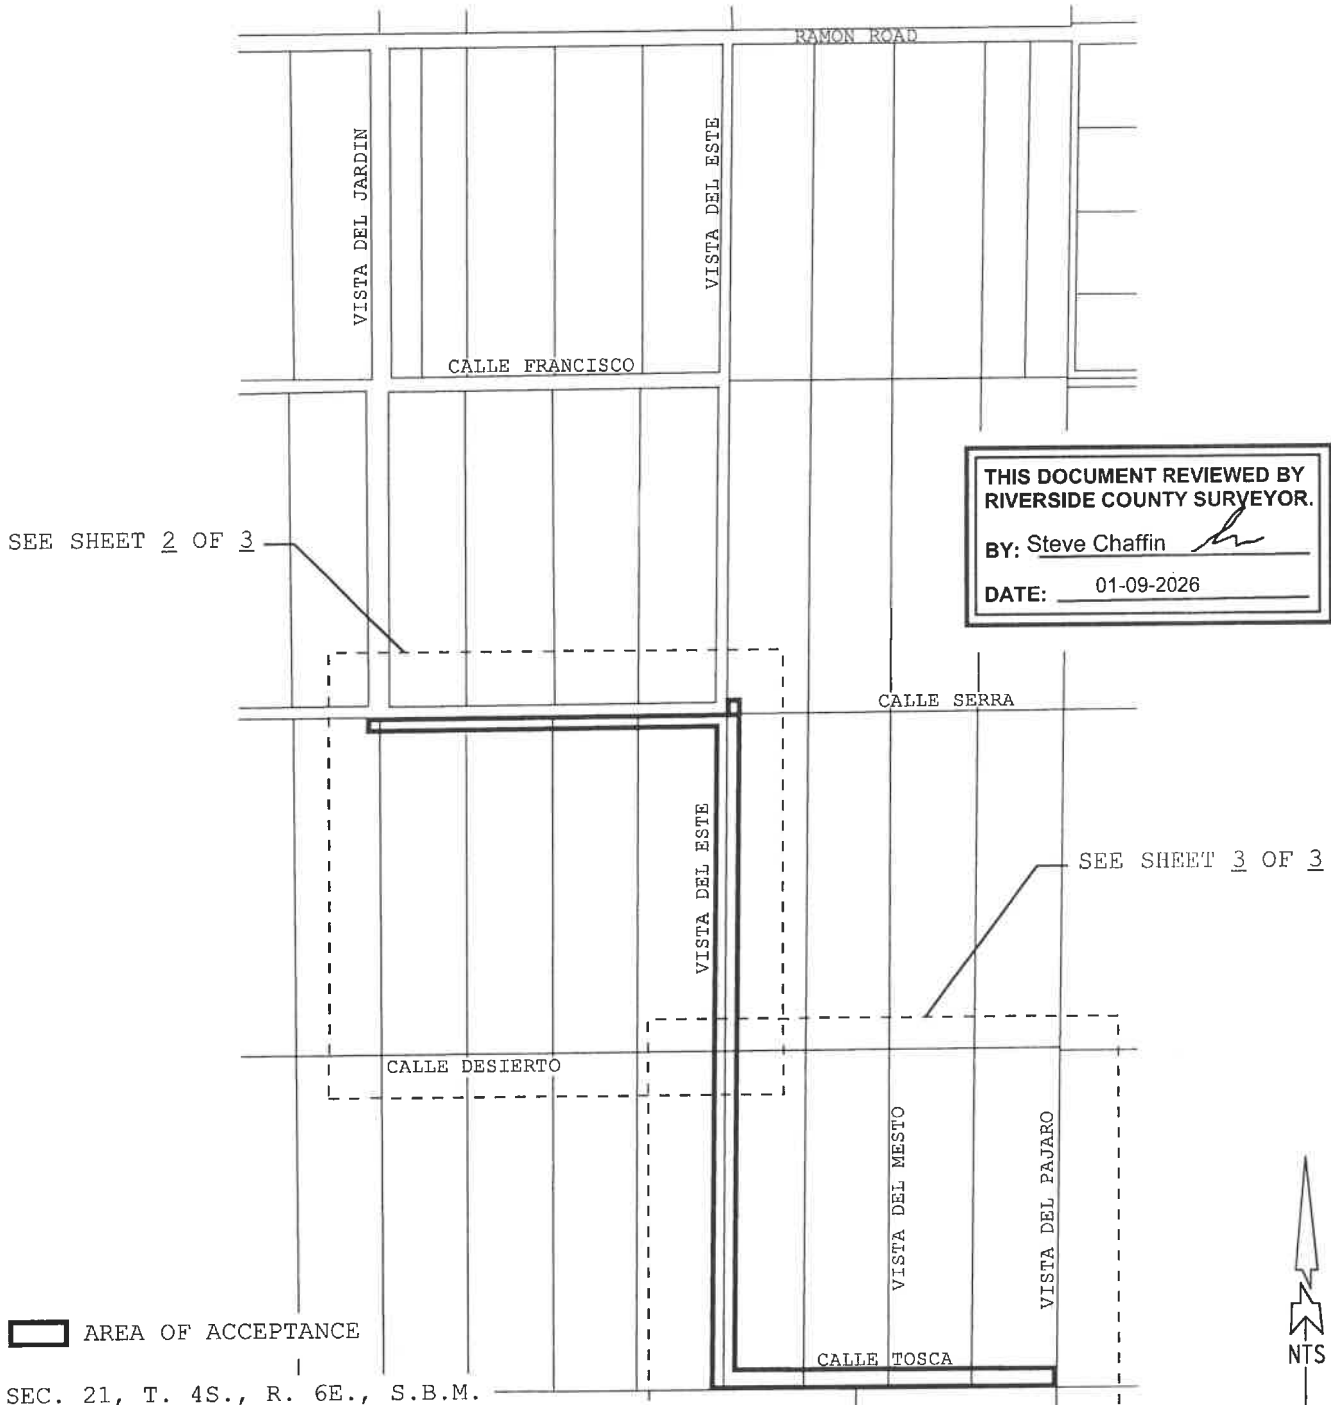 RAMON ROAD
VISTA DEL JARDIN
VISTA DEL ESTE
CALLE FRANCISCO
THIS DOCUMENT REVIEWED BY
RIVERSIDE COUNTY SURVEYOR.
BY: Steve Chaffin
DATE: 01-09-2026
SEE SHEET 2 OF 3
CALLE SERRA
VISTA DEL ESTE
SEE SHEET 3 OF 3
CALLE DESIERTO
VISTA DEL MESTO
VISTA DEL PAJARO
NTS
AREA OF ACCEPTANCE
CALLE TOSCA
SEC. 21, T. 4S., R. 6E., S.B.M.